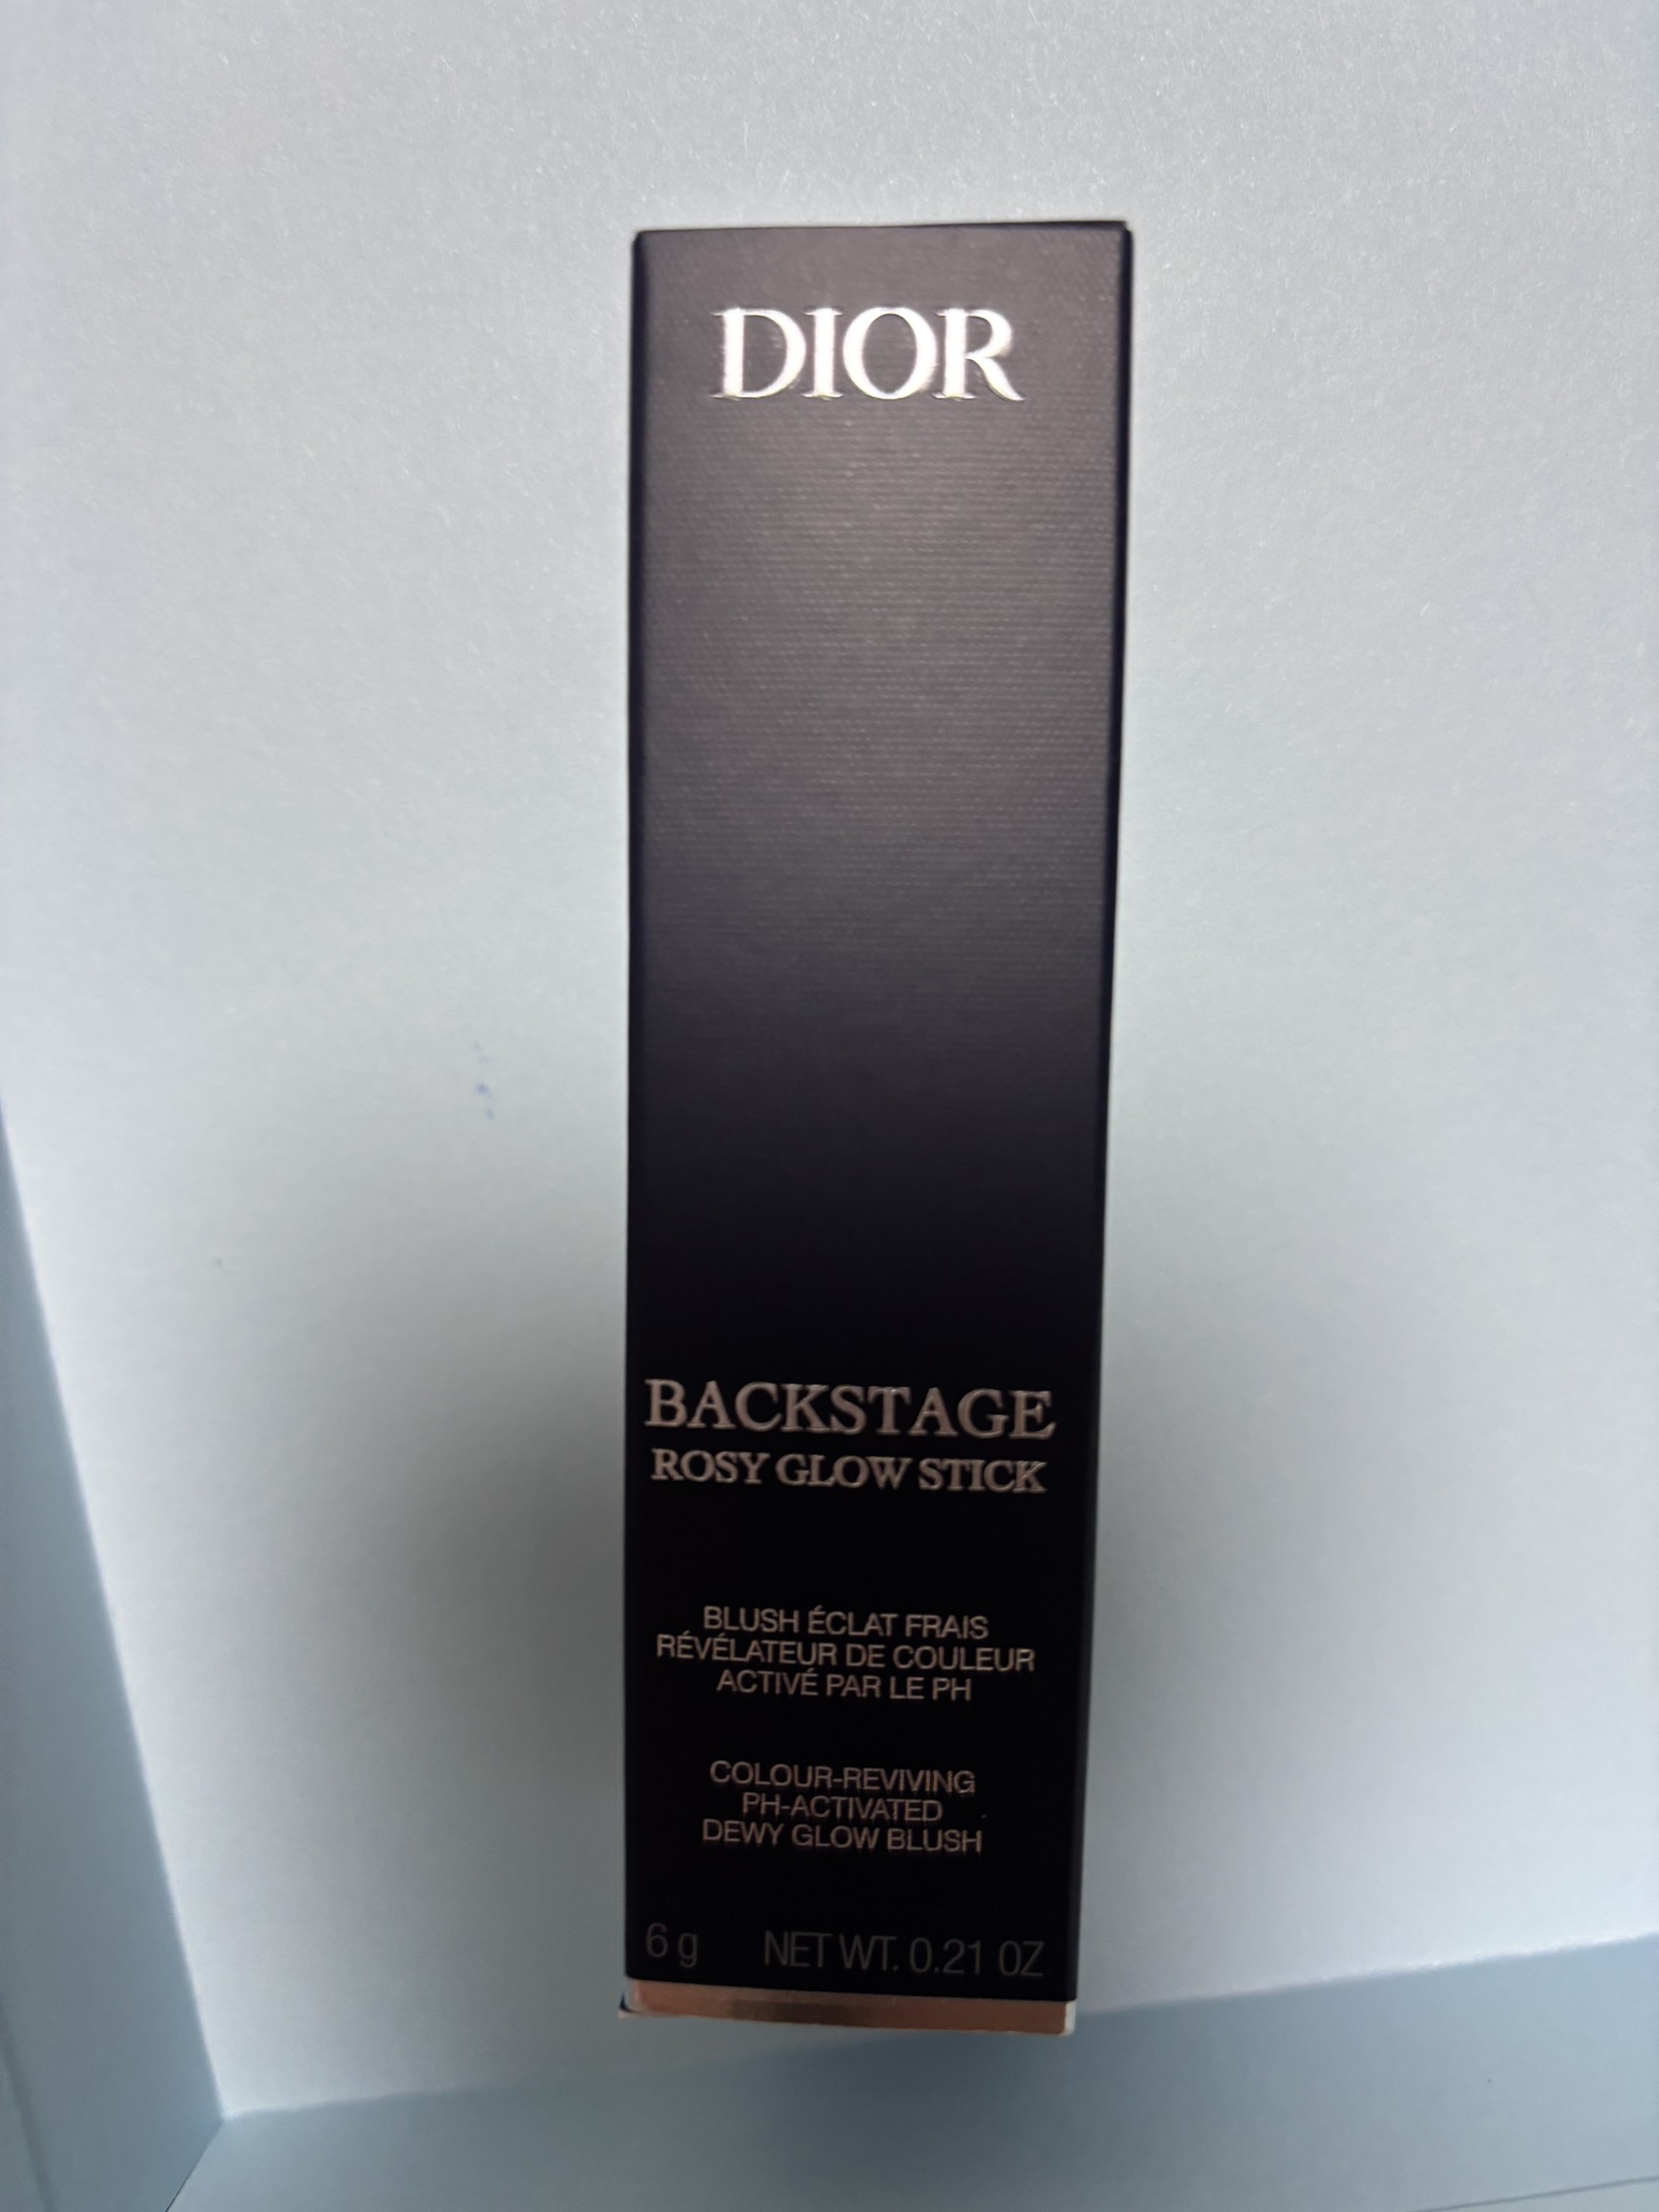 DIOR
BACKSTAGE
ROSY GLOW STICK
BLUSH ÉCLAT FRAIS
RÉVÉLATEUR DE COULEUR
ACTIVÉ PAR LE PH
COLOUR-REVIVING
PH-ACTIVATED
DEWY GLOW BLUSH
6 g NET WT. 0.21 OZ